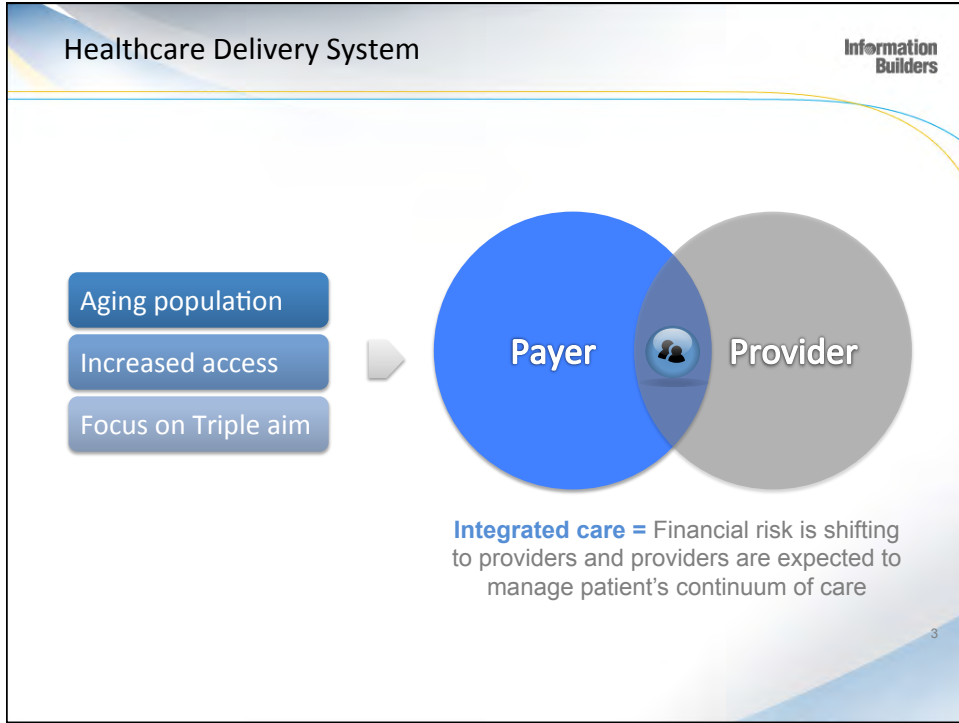 Healthcare Delivery System
Information
Builders
Aging population
Increased access
Focus on Triple aim
Payer
Provider
Integrated care = Financial risk is shifting
to providers and providers are expected to
manage patient's continuum of care
3